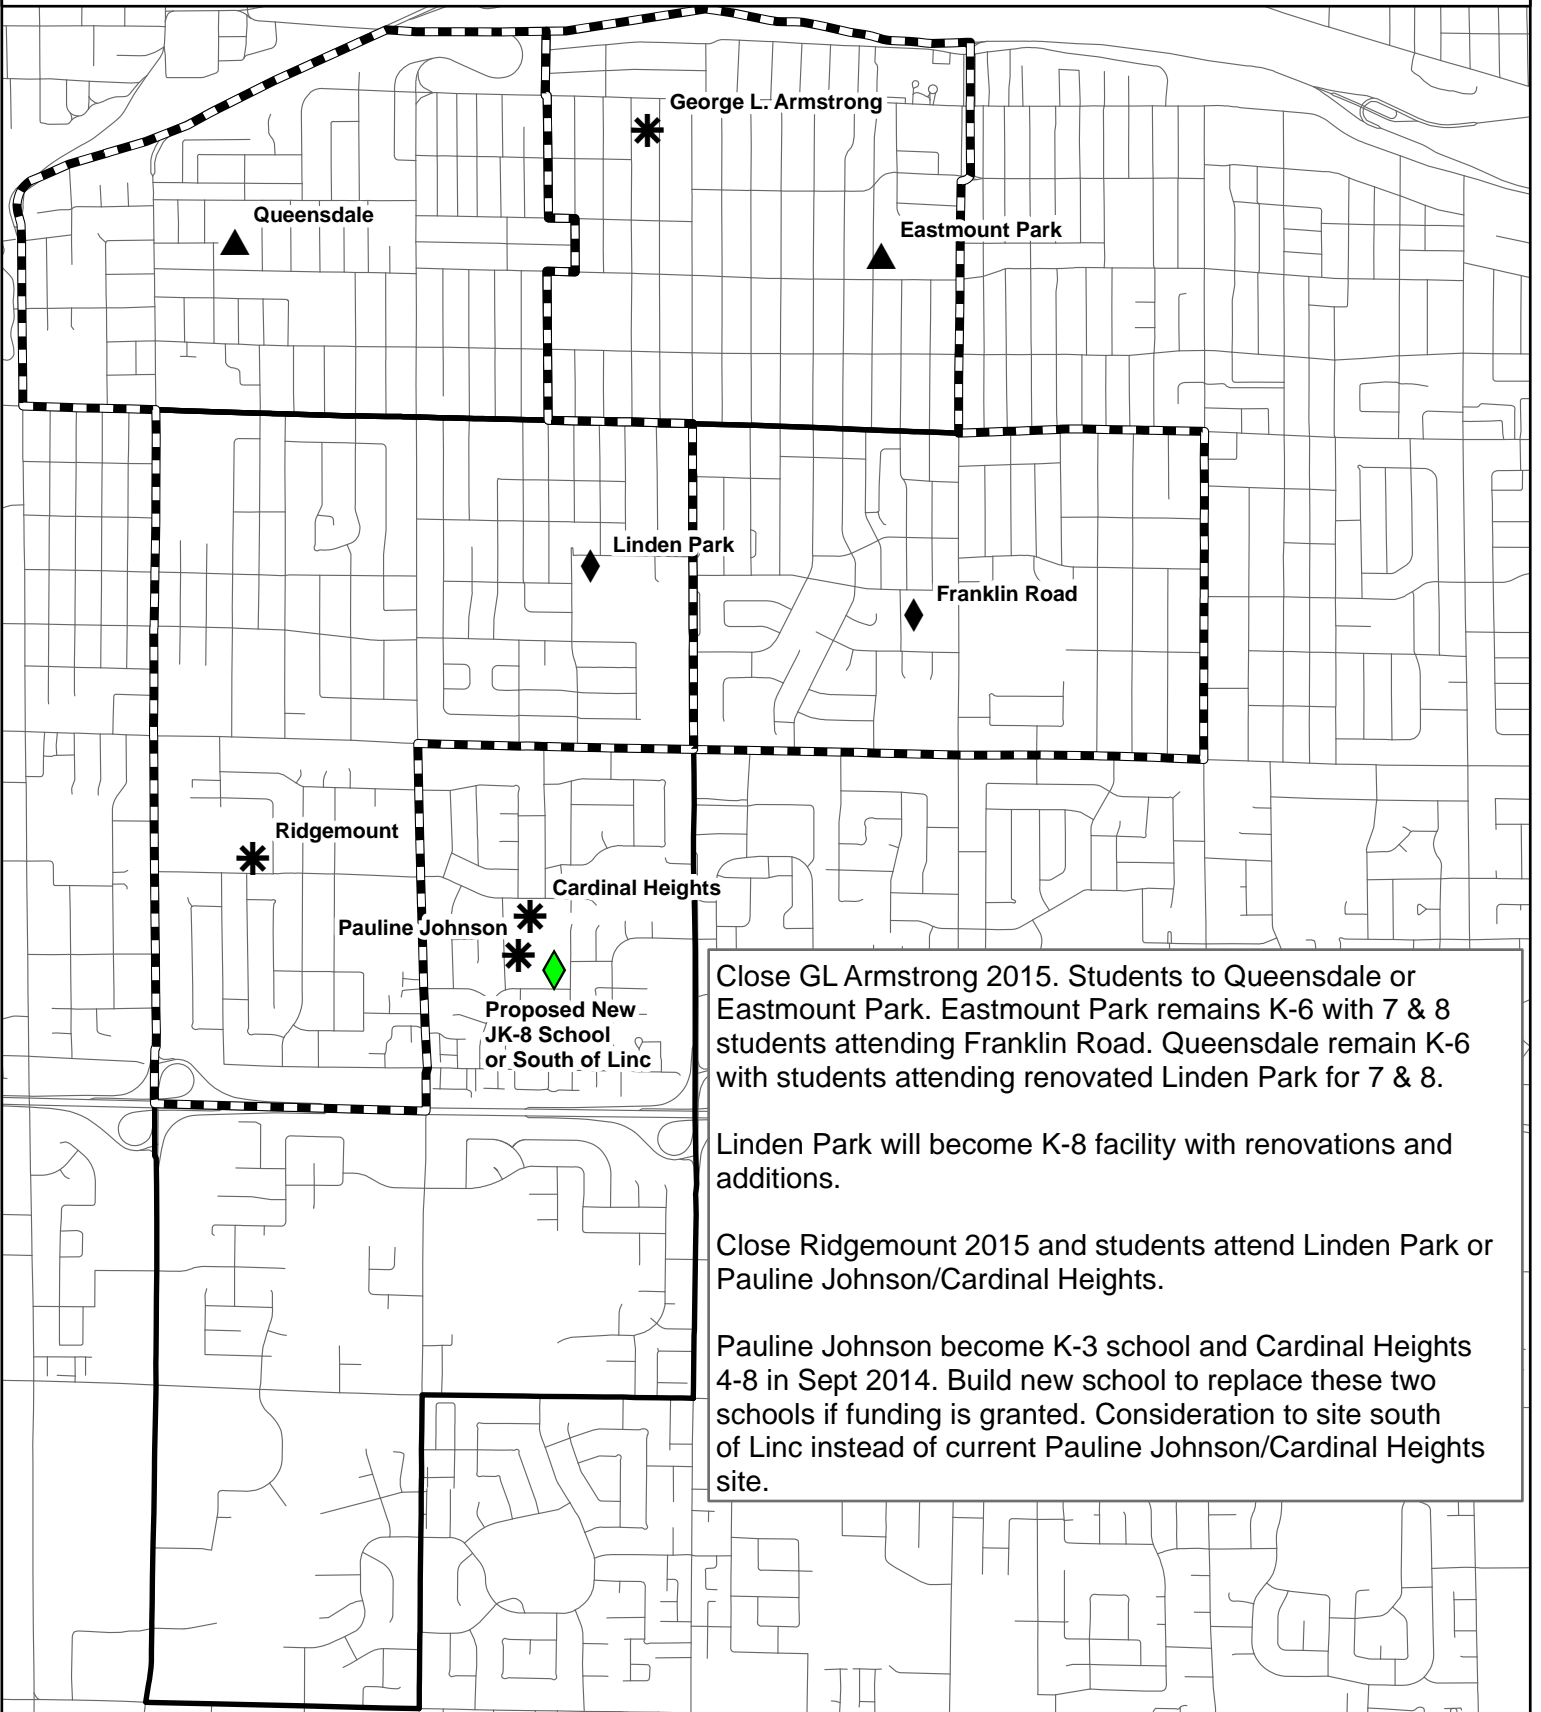 George L. Armstrong
Queensdale
Eastmount Park
Linden Park
Franklin Road
Ridgemount
Cardinal Heights
Pauline Johnson
Proposed New
JK-8 School
or South of Linc
Close GL Armstrong 2015. Students to Queensdale or
Eastmount Park. Eastmount Park remains K-6 with 7 & 8
students attending Franklin Road. Queensdale remain K-6
with students attending renovated Linden Park for 7 & 8.
Linden Park will become K-8 facility with renovations and
additions.
Close Ridgemount 2015 and students attend Linden Park or
Pauline Johnson/Cardinal Heights.
Pauline Johnson become K-3 school and Cardinal Heights
4-8 in Sept 2014. Build new school to replace these two
schools if funding is granted. Consideration to site south
of Linc instead of current Pauline Johnson/Cardinal Heights
site.